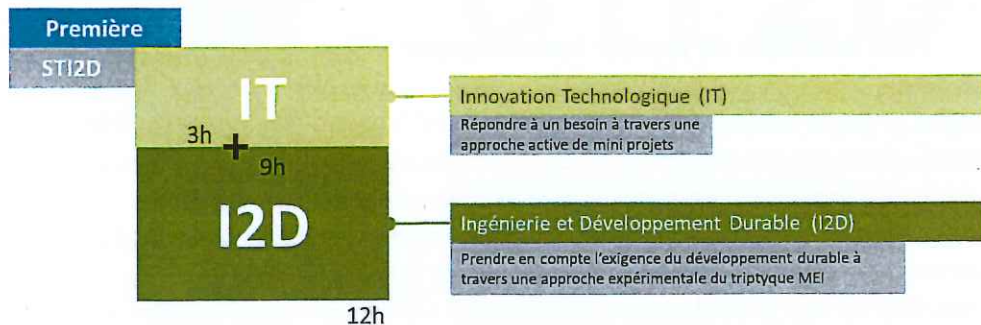 Première
STI2D
IT
3h
+
9h
I2D
12h
Innovation Technologique (IT)
Répondre à un besoin à travers une
approche active de mini projets
Ingénierie et Développement Durable (I2D)
Prendre en compte l'exigence du développement durable à
travers une approche expérimentale du triptyque MEI